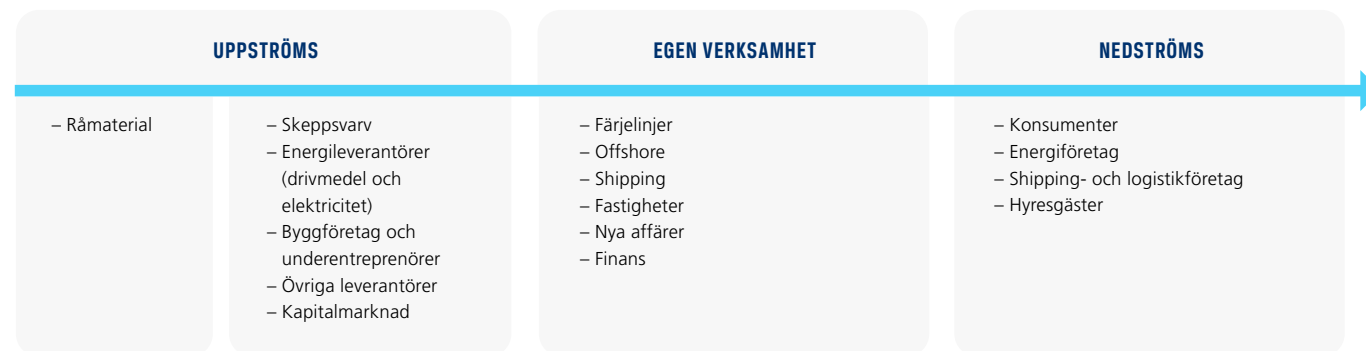 UPPSTRÖMS
– Råmaterial
– Skeppsvarv
– Energileverantörer
(drivmedel och
elektricitet)
– Byggföretag och
underentreprenörer
– Övriga leverantörer
– Kapitalmarknad
EGEN VERKSAMHET
– Färjelinjer
– Offshore
– Shipping
– Fastigheter
– Nya affärer
– Finans
NEDSTRÖMS
– Konsumenter
– Energiföretag
– Shipping- och logistikföretag
– Hyresgäster